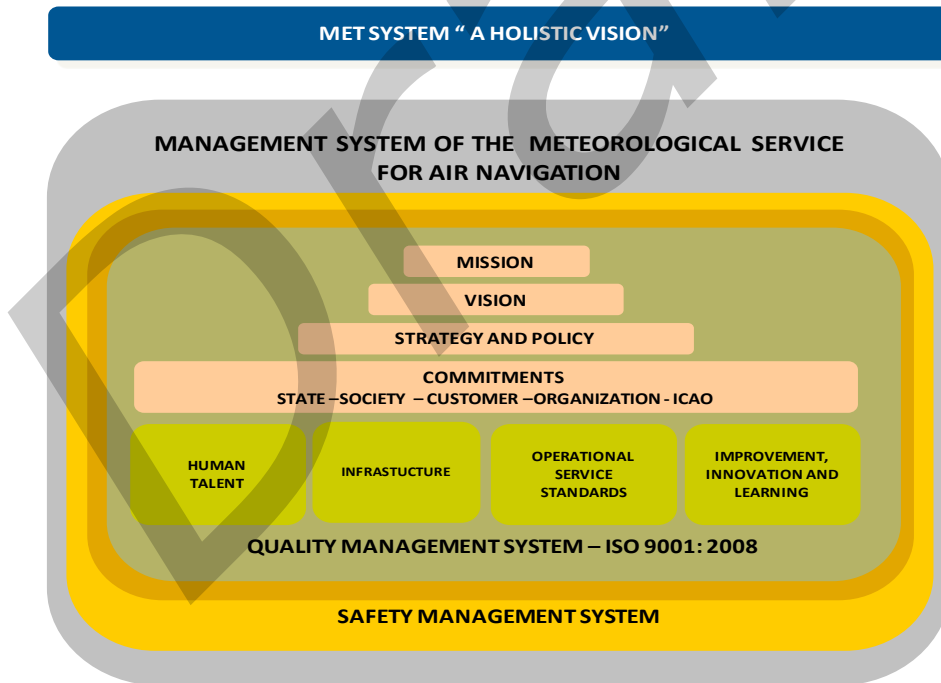 MET SYSTEM “ A HOLISTIC VISION”
MANAGEMENT SYSTEM OF THE METEOROLOGICAL SERVICE
FOR AIR NAVIGATION
MISSION
VISION
STRATEGY AND POLICY
COMMITMENTS
STATE –SOCIETY – CUSTOMER –ORGANIZATION - ICAO
HUMAN
TALENT
INFRASTUCTURE
OPERATIONAL
SERVICE
STANDARDS
IMPROVEMENT,
INNOVATION AND
LEARNING
QUALITY MANAGEMENT SYSTEM – ISO 9001: 2008
SAFETY MANAGEMENT SYSTEM